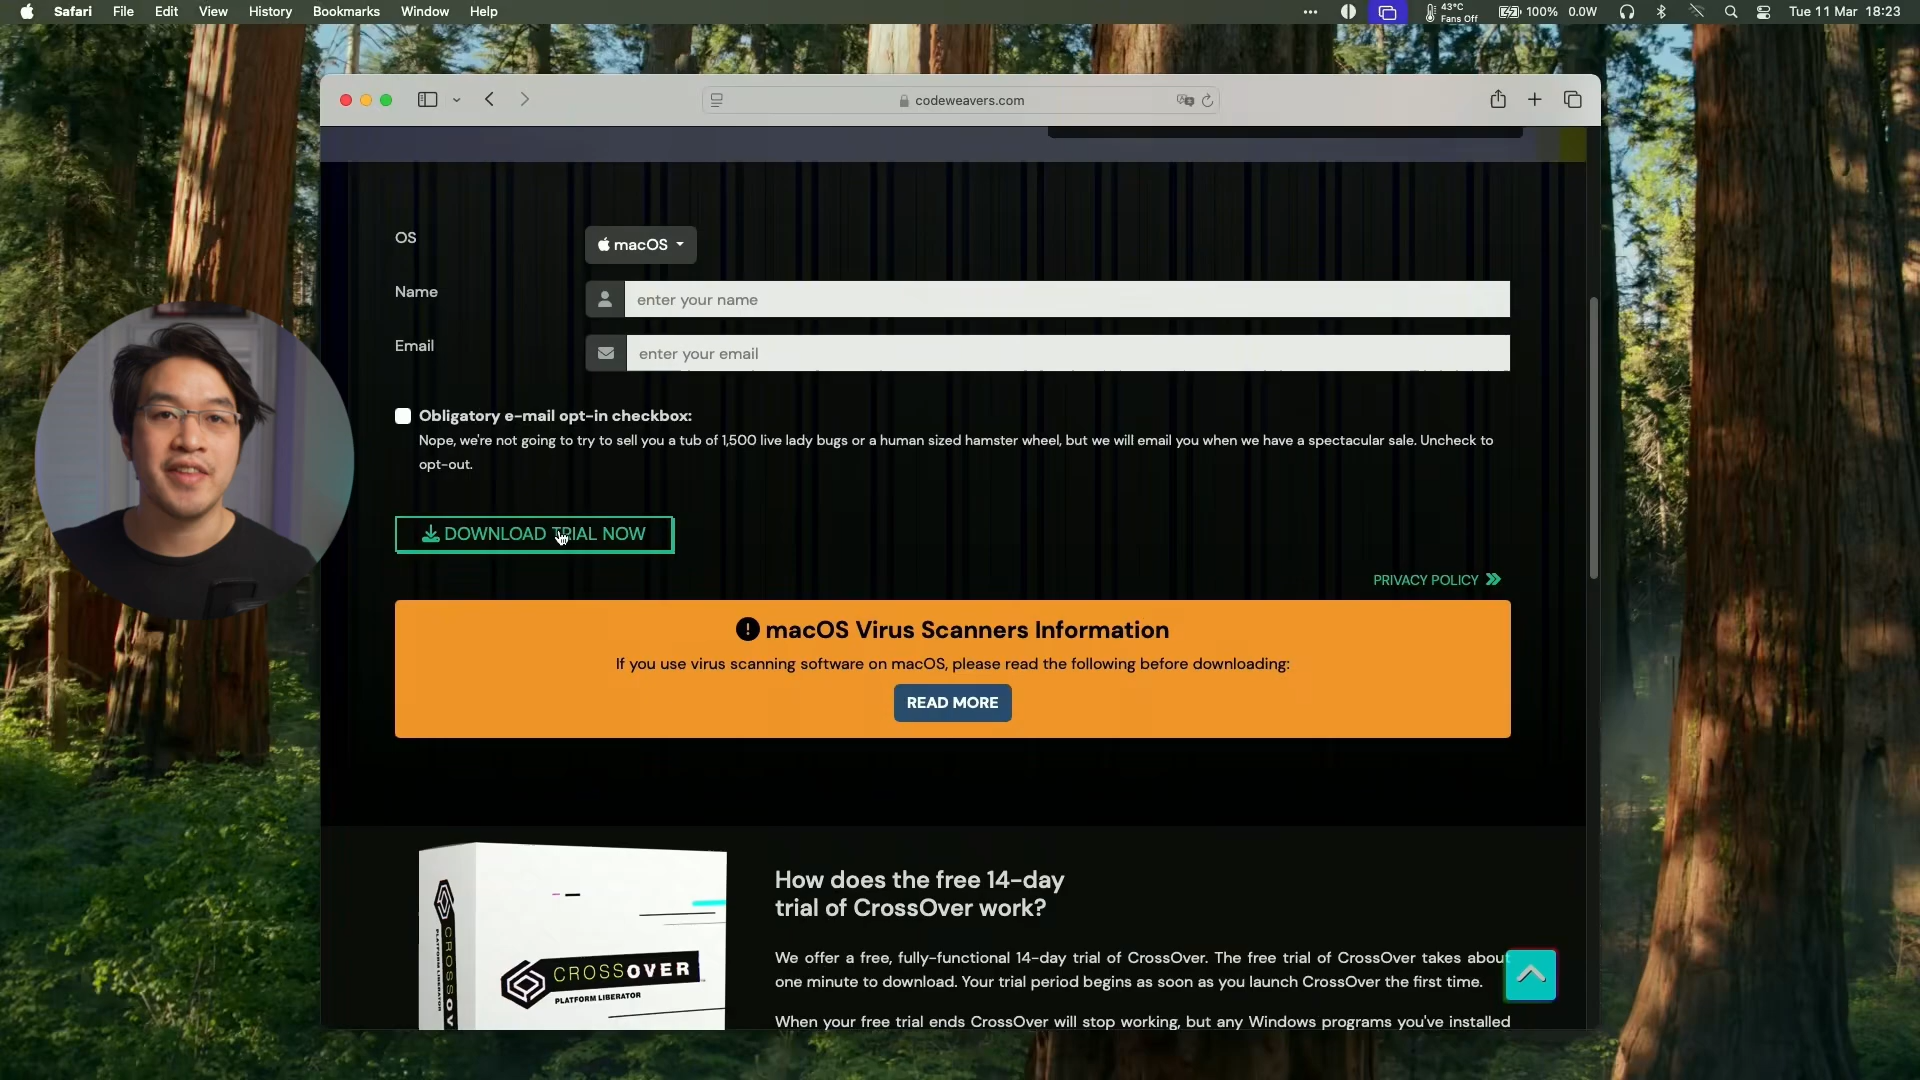 Safari File Edit View History Bookmarks Window Help
43°C
Fans Off
100% 0.0W
Tue 11 Mar 18:23
codeweavers.com
OS
macOS
Name
enter your name
Email
enter your email
Obligatory e-mail opt-in checkbox:
Nope, we're not going to try to sell you a tub of 1,500 live lady bugs or a human sized hamster wheel, but we will email you when we have a spectacular sale. Uncheck to
opt-out.
DOWNLOAD TRIAL NOW
PRIVACY POLICY
macOS Virus Scanners Information
If you use virus scanning software on macOS, please read the following before downloading:
READ MORE
CROSSOVER
PLATFORM LIBERATOR
CROSSOV
PLATFORM LIBERATOR
How does the free 14-day
trial of CrossOver work?
We offer a free, fully-functional 14-day trial of CrossOver. The free trial of CrossOver takes about
one minute to download. Your trial period begins as soon as you launch CrossOver the first time.
When your free trial ends CrossOver will stop working, but any Windows programs you've installed